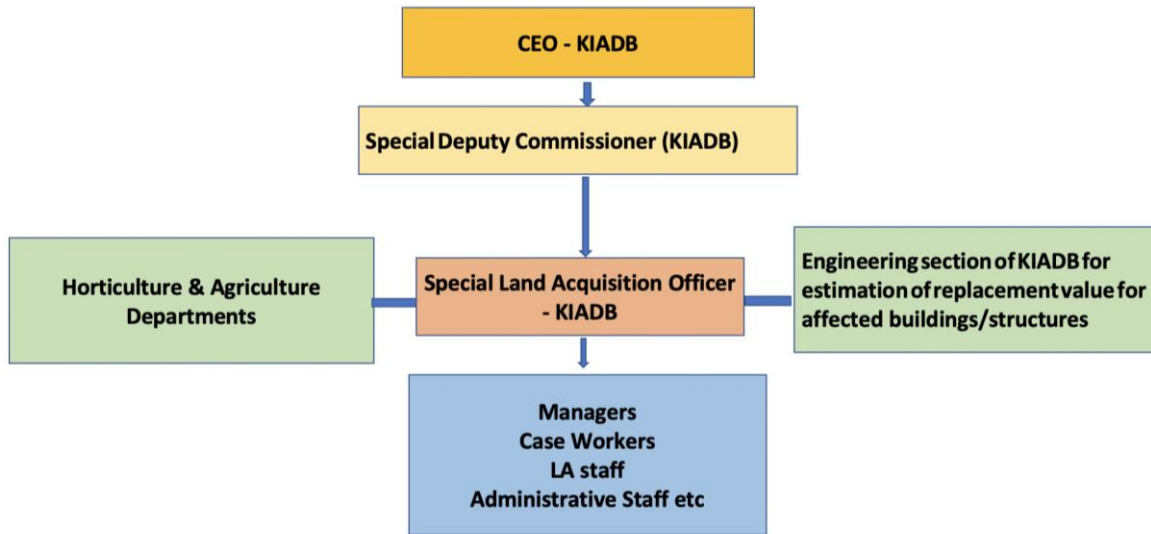 CEO - KIADB
Special Deputy Commissioner (KIADB)
Horticulture & Agriculture
Departments
Special Land Acquisition Officer
- KIADB
Engineering section of KIADB for
estimation of replacement value for
affected buildings/structures
Managers
Case Workers
LA staff
Administrative Staff etc